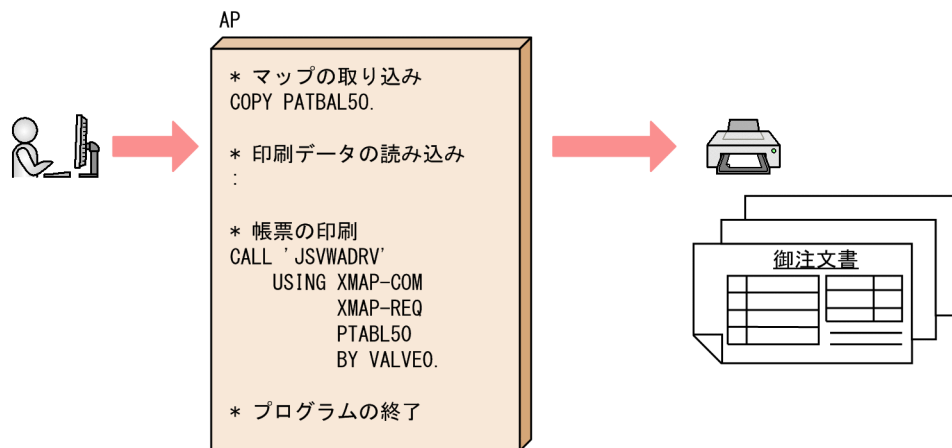 AP
* マップの取り込み
COPY PATBAL50.
* 印刷データの読み込み
:
* 帳票の印刷
CALL 'JSVWADRV'
USING XMAP-COM
XMAP-REQ
PTABL50
BY VALVE0.
* プログラムの終了
御注文書